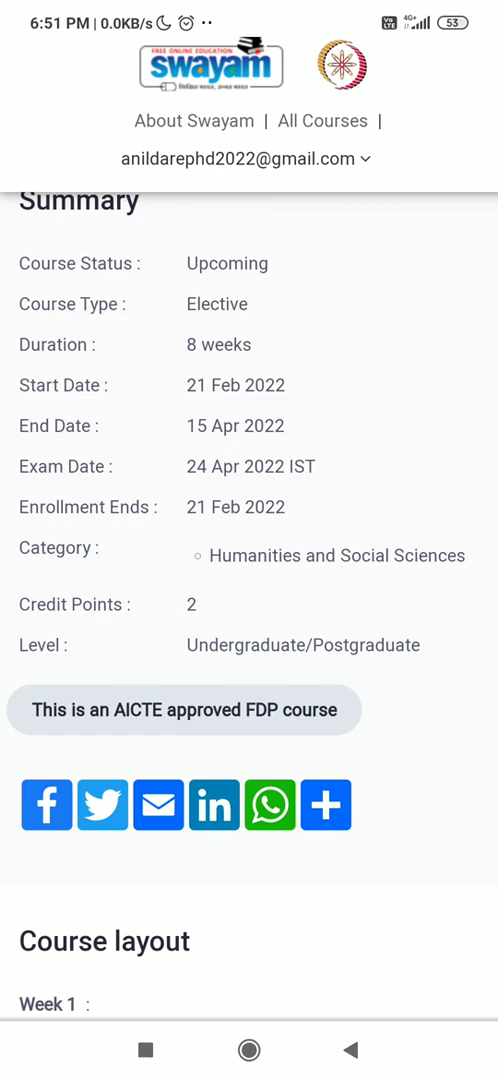 6:51 PM | 0.0KB/s
Vo LTE
4G+
53
FREE ONLINE EDUCATION
swayam
About Swayam | All Courses |
anildarephd2022@gmail.com
Summary
Course Status : Upcoming
Course Type : Elective
Duration : 8 weeks
Start Date : 21 Feb 2022
End Date : 15 Apr 2022
Exam Date : 24 Apr 2022 IST
Enrollment Ends : 21 Feb 2022
Category : Humanities and Social Sciences
Credit Points : 2
Level : Undergraduate/Postgraduate
This is an AICTE approved FDP course
Course layout
Week 1 :